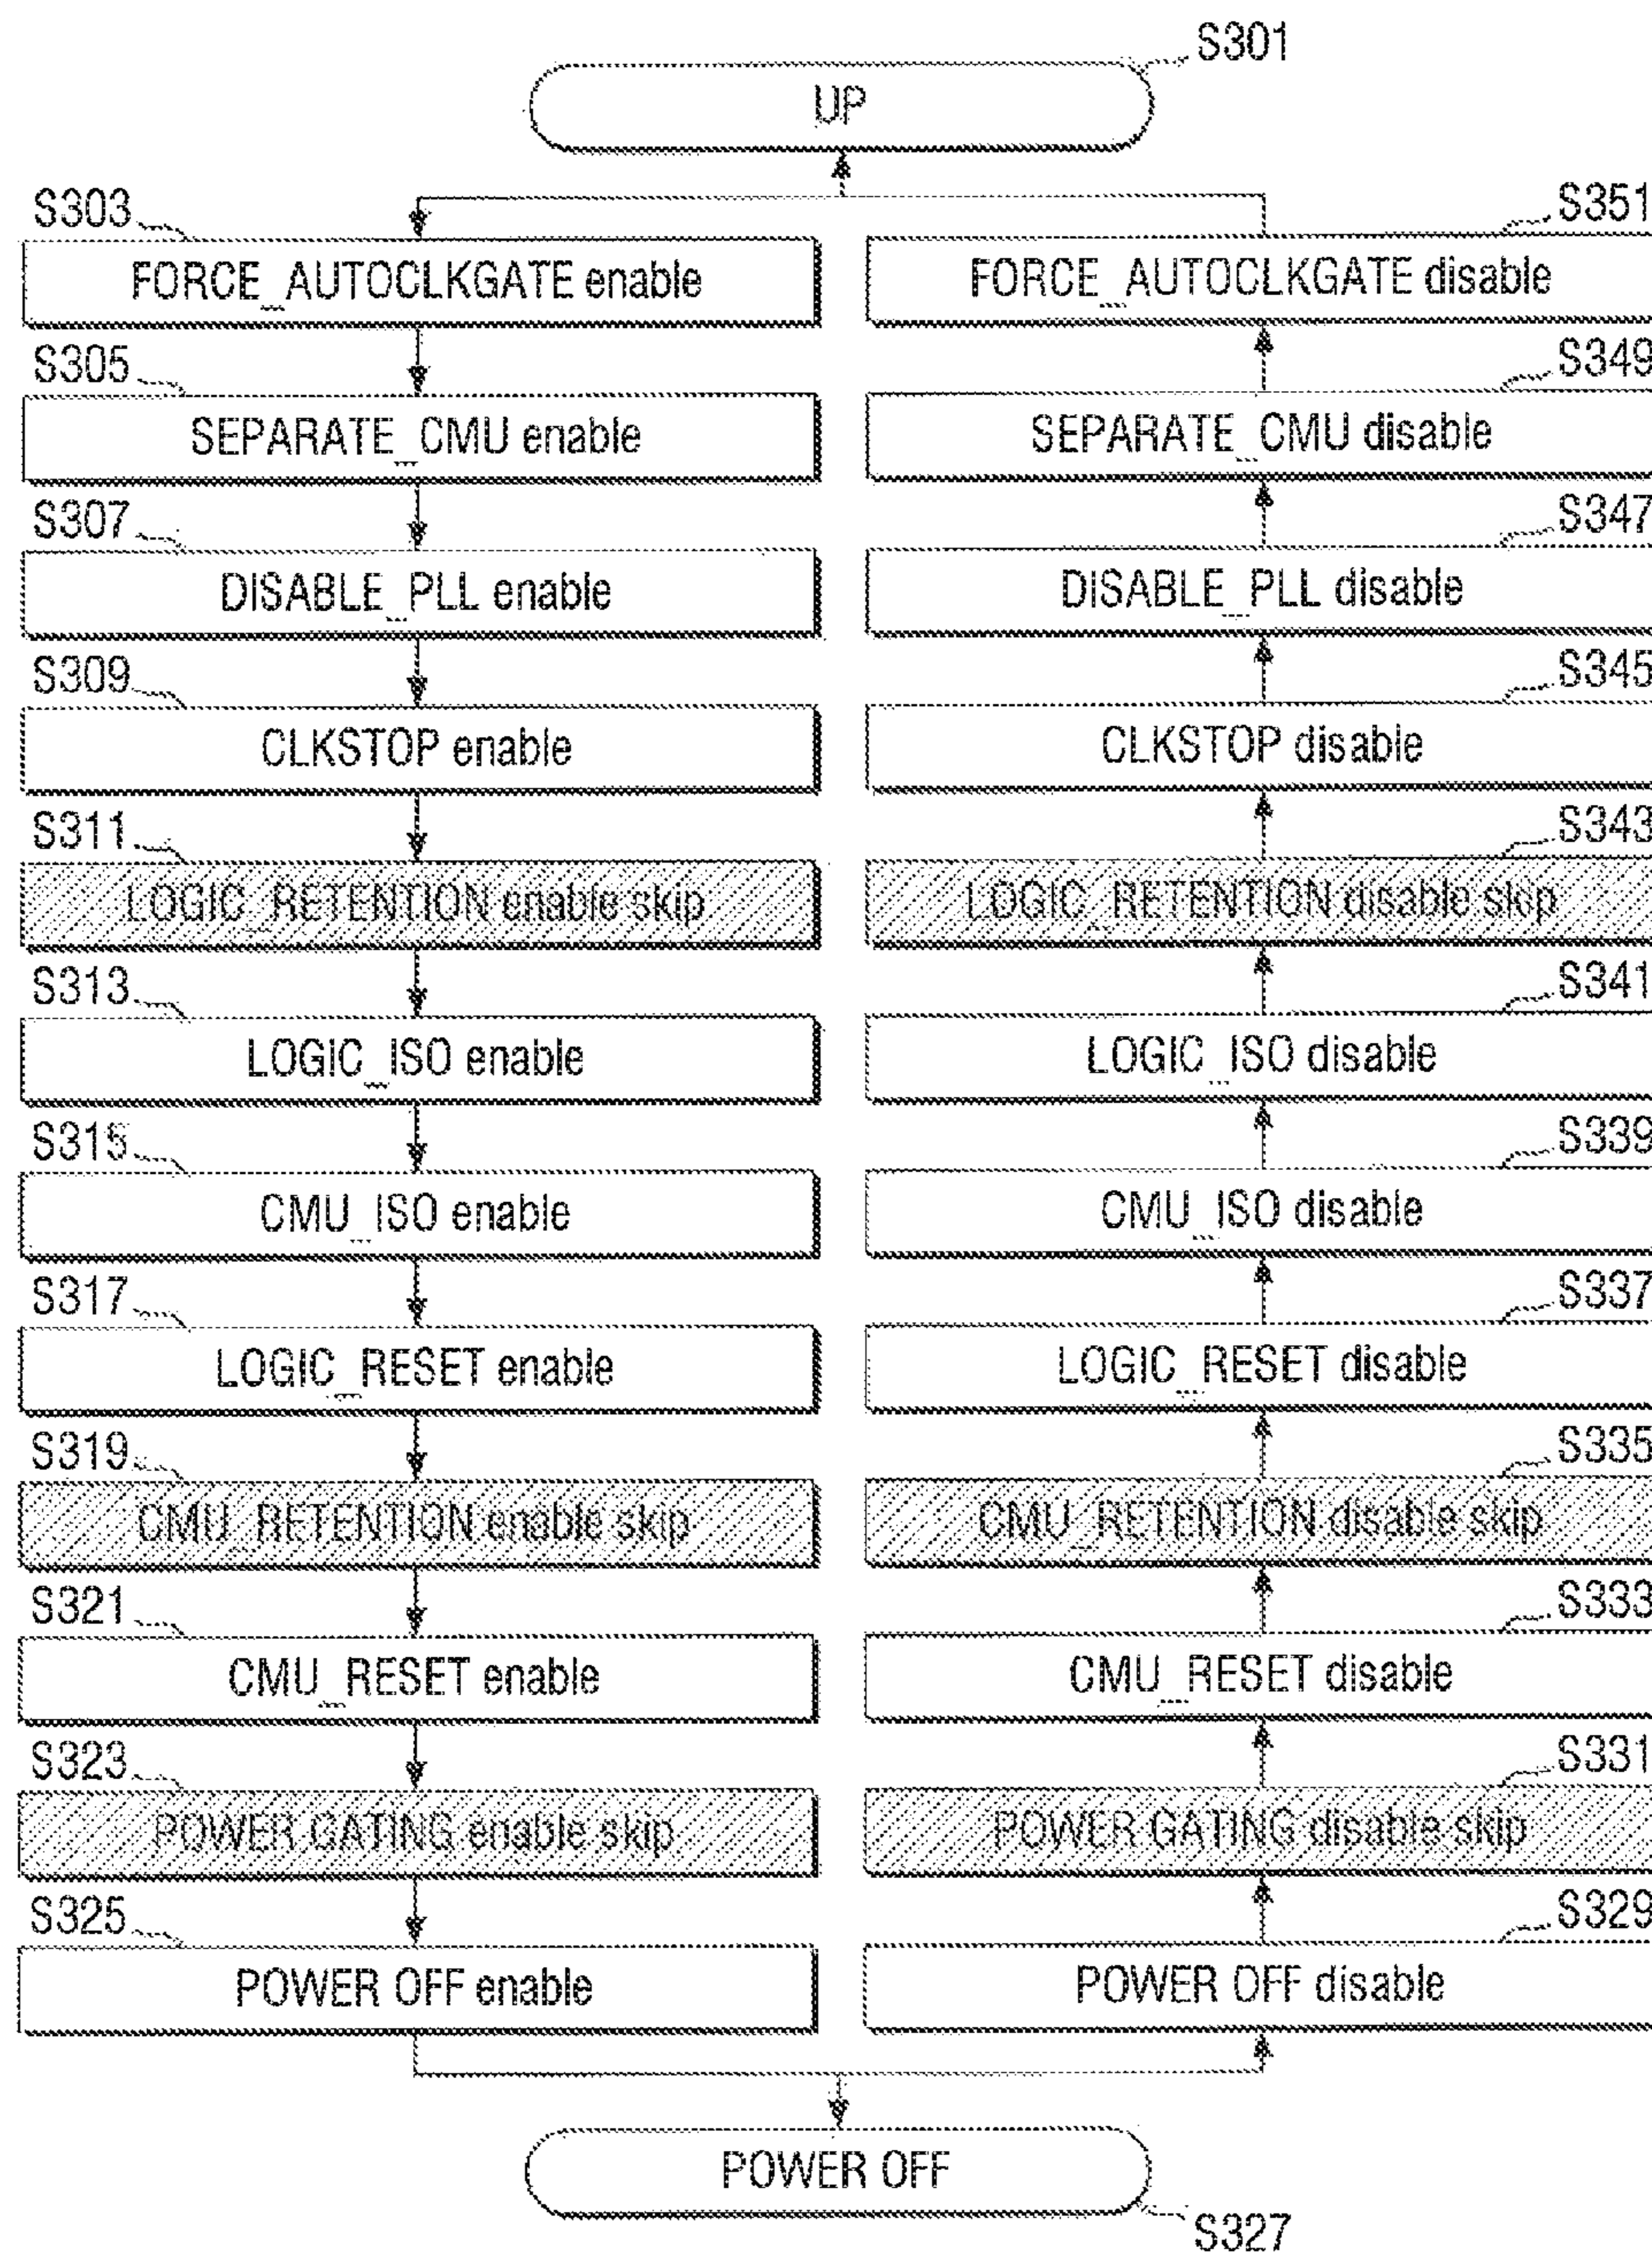 S301
UP
S303
FORCE_AUTOCLKGATE enable
S305
SEPARATE_CMU enable
S307
DISABLE_PLL enable
S309
CLKSTOP enable
S311
LOGIC_RETENTION enable skip
S313
LOGIC_ISO enable
S315
CMU_ISO enable
S317
LOGIC_RESET enable
S319
CMU_RETENTION enable skip
S321
CMU_RESET enable
S323
POWER GATING enable skip
S325
POWER OFF enable
S351
FORCE_AUTOCLKGATE disable
S349
SEPARATE_CMU disable
S347
DISABLE_PLL disable
S345
CLKSTOP disable
S343
LOGIC_RETENTION disable skip
S341
LOGIC_ISO disable
S339
CMU_ISO disable
S337
LOGIC_RESET disable
S335
CMU_RETENTION disable skip
S333
CMU_RESET disable
S331
POWER GATING disable skip
S329
POWER OFF disable
POWER OFF
S327